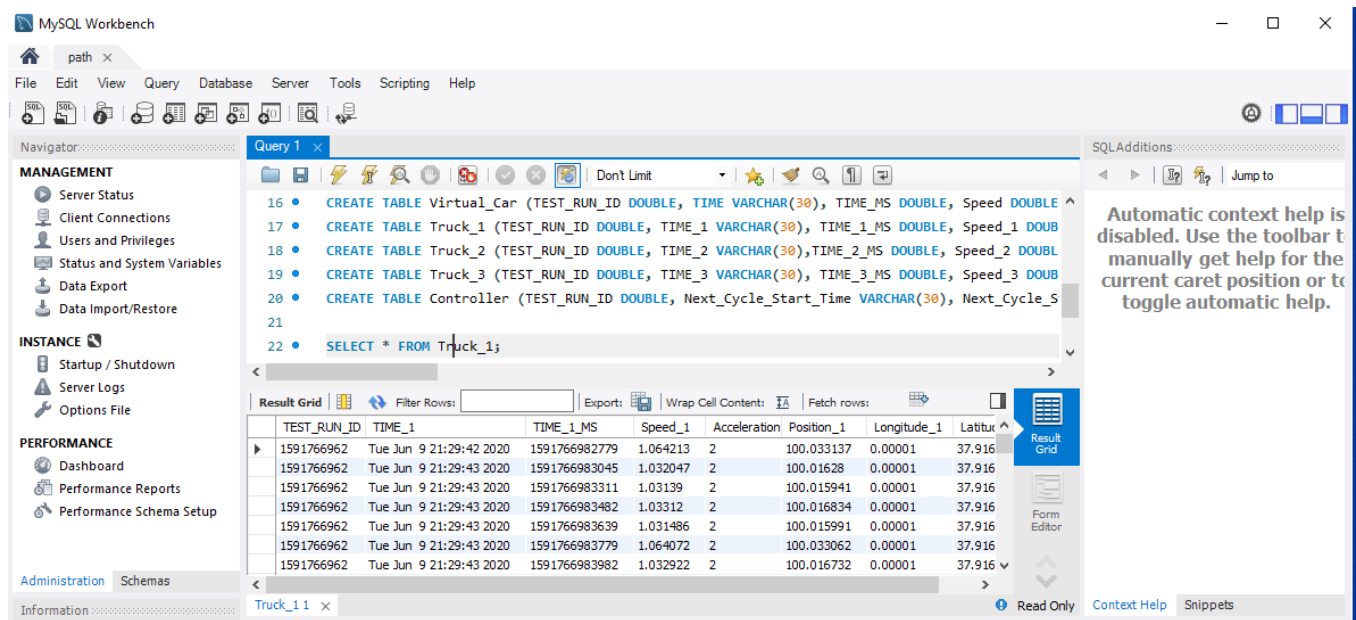 MySQL Workbench
path
File Edit View Query Database Server Tools Scripting Help
Navigator
MANAGEMENT
Server Status
Client Connections
Users and Privileges
Status and System Variables
Data Export
Data Import/Restore
INSTANCE
Startup / Shutdown
Server Logs
Options File
PERFORMANCE
Dashboard
Performance Reports
Performance Schema Setup
Administration Schemas
Information
Query 1
Don't Limit
16 CREATE TABLE Virtual_Car (TEST_RUN_ID DOUBLE, TIME VARCHAR(30), TIME_MS DOUBLE, Speed DOUBLE
17 CREATE TABLE Truck_1 (TEST_RUN_ID DOUBLE, TIME_1 VARCHAR(30), TIME_1_MS DOUBLE, Speed_1 DOUB
18 CREATE TABLE Truck_2 (TEST_RUN_ID DOUBLE, TIME_2 VARCHAR(30),TIME_2_MS DOUBLE, Speed_2 DOUBL
19 CREATE TABLE Truck_3 (TEST_RUN_ID DOUBLE, TIME_3 VARCHAR(30), TIME_3_MS DOUBLE, Speed_3 DOUB
20 CREATE TABLE Controller (TEST_RUN_ID DOUBLE, Next_Cycle_Start_Time VARCHAR(30), Next_Cycle_S
21
22 SELECT * FROM Truck_1;
Result Grid Filter Rows: Export: Wrap Cell Content: Fetch rows:
TEST_RUN_ID TIME_1 TIME_1_MS Speed_1 Acceleration Position_1 Longitude_1 Latituc
1591766962 Tue Jun 9 21:29:42 2020 1591766982779 1.064213 2 100.033137 0.00001 37.916
1591766962 Tue Jun 9 21:29:43 2020 1591766983045 1.032047 2 100.01628 0.00001 37.916
1591766962 Tue Jun 9 21:29:43 2020 1591766983311 1.03139 2 100.015941 0.00001 37.916
1591766962 Tue Jun 9 21:29:43 2020 1591766983482 1.03312 2 100.016834 0.00001 37.916
1591766962 Tue Jun 9 21:29:43 2020 1591766983639 1.031486 2 100.015991 0.00001 37.916
1591766962 Tue Jun 9 21:29:43 2020 1591766983779 1.064072 2 100.033062 0.00001 37.916
1591766962 Tue Jun 9 21:29:43 2020 1591766983982 1.032922 2 100.016732 0.00001 37.916
Result
Grid
Form
Editor
Truck_1 1
Read Only
SQLAdditions
Jump to
Automatic context help is
disabled. Use the toolbar t
manually get help for the
current caret position or to
toggle automatic help.
Context Help Snippets